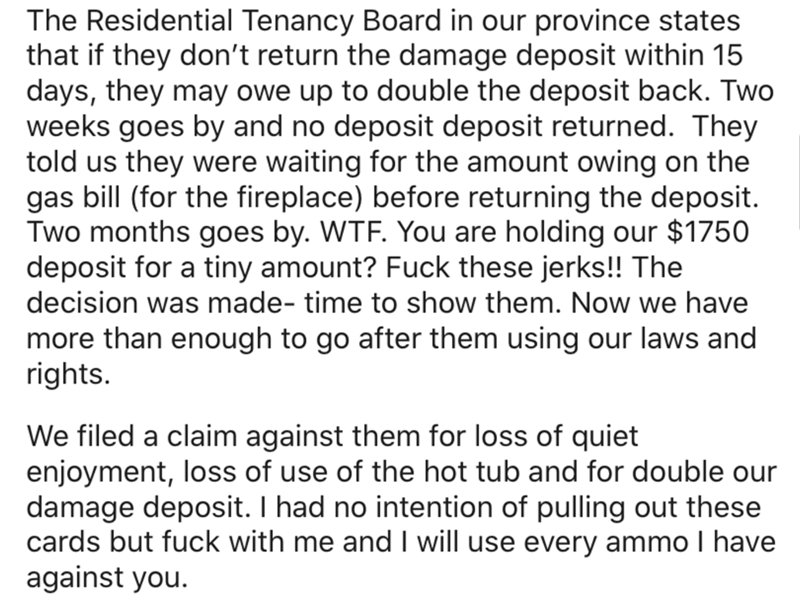 The Residential Tenancy Board in our province states
that if they don’t return the damage deposit within 15
days, they may owe up to double the deposit back. Two
weeks goes by and no deposit deposit returned.  They
told us they were waiting for the amount owing on the
gas bill (for the fireplace) before returning the deposit.
Two months goes by. WTF. You are holding our $1750
deposit for a tiny amount? Fuck these jerks!! The
decision was made- time to show them. Now we have
more than enough to go after them using our laws and
rights.
We filed a claim against them for loss of quiet
enjoyment, loss of use of the hot tub and for double our
damage deposit. I had no intention of pulling out these
cards but fuck with me and I will use every ammo I have
against you.